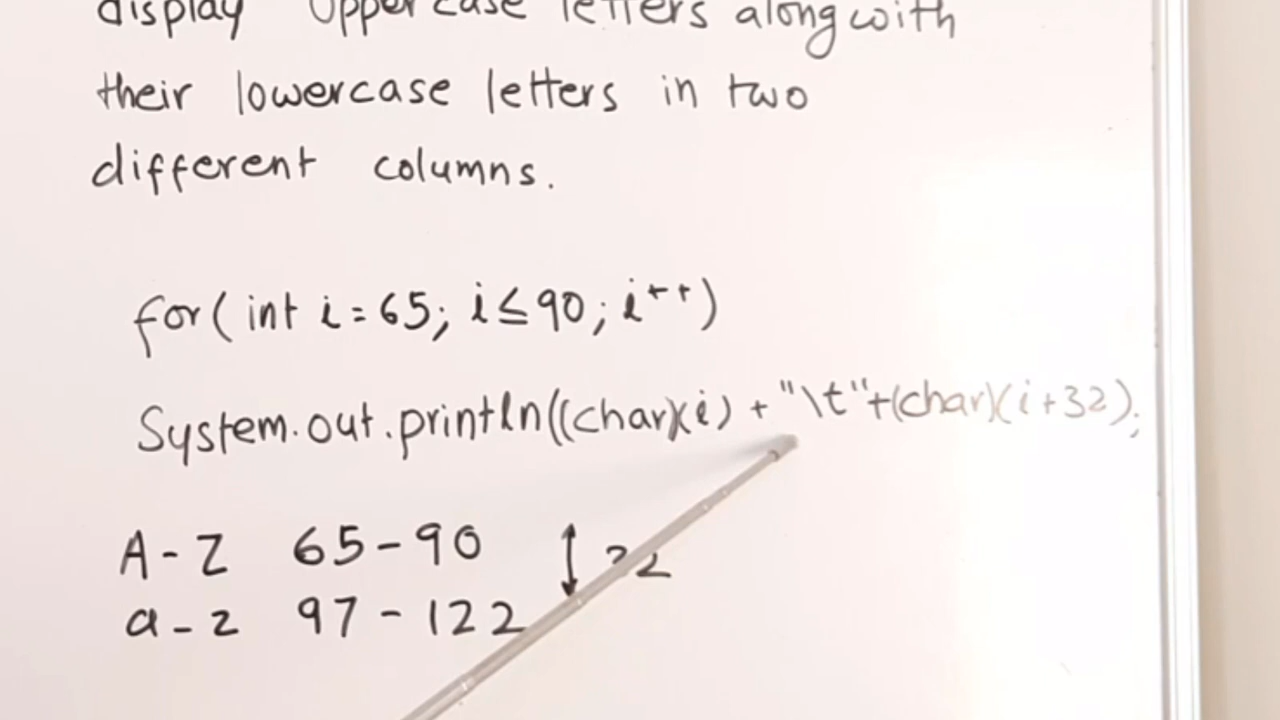 display Uppercase letters along with
their lowercase letters in two
different columns.
for( int i = 65; i ≤ 90; i++)
System.out.println((char)(i) + "\t"+(char)(i+32);
A - Z 65 - 90 32
a - z 97 - 122